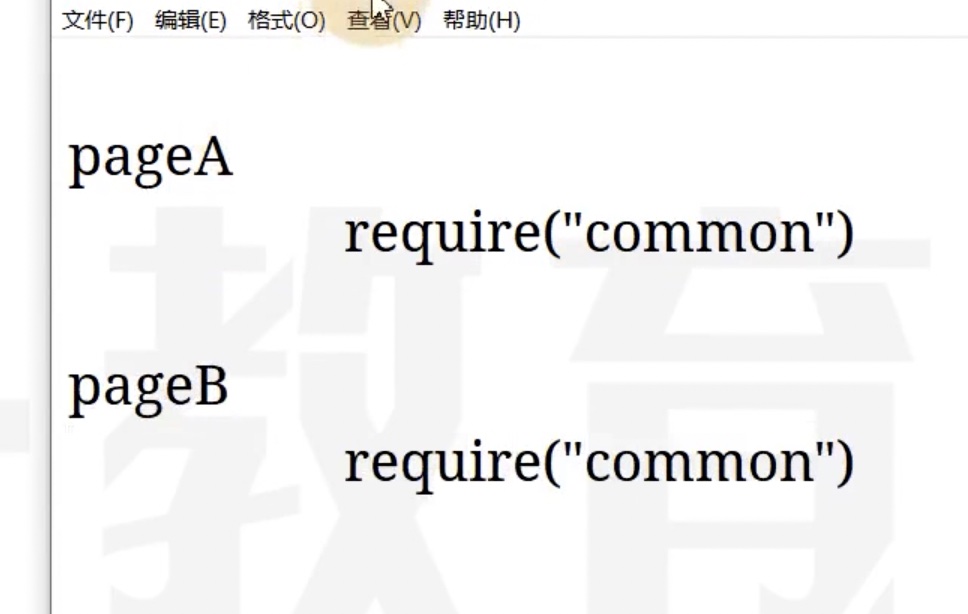 文件(F) 编辑(E) 格式(O) 查看(V) 帮助(H)
pageA
require("common")
pageB
require("common")
教育